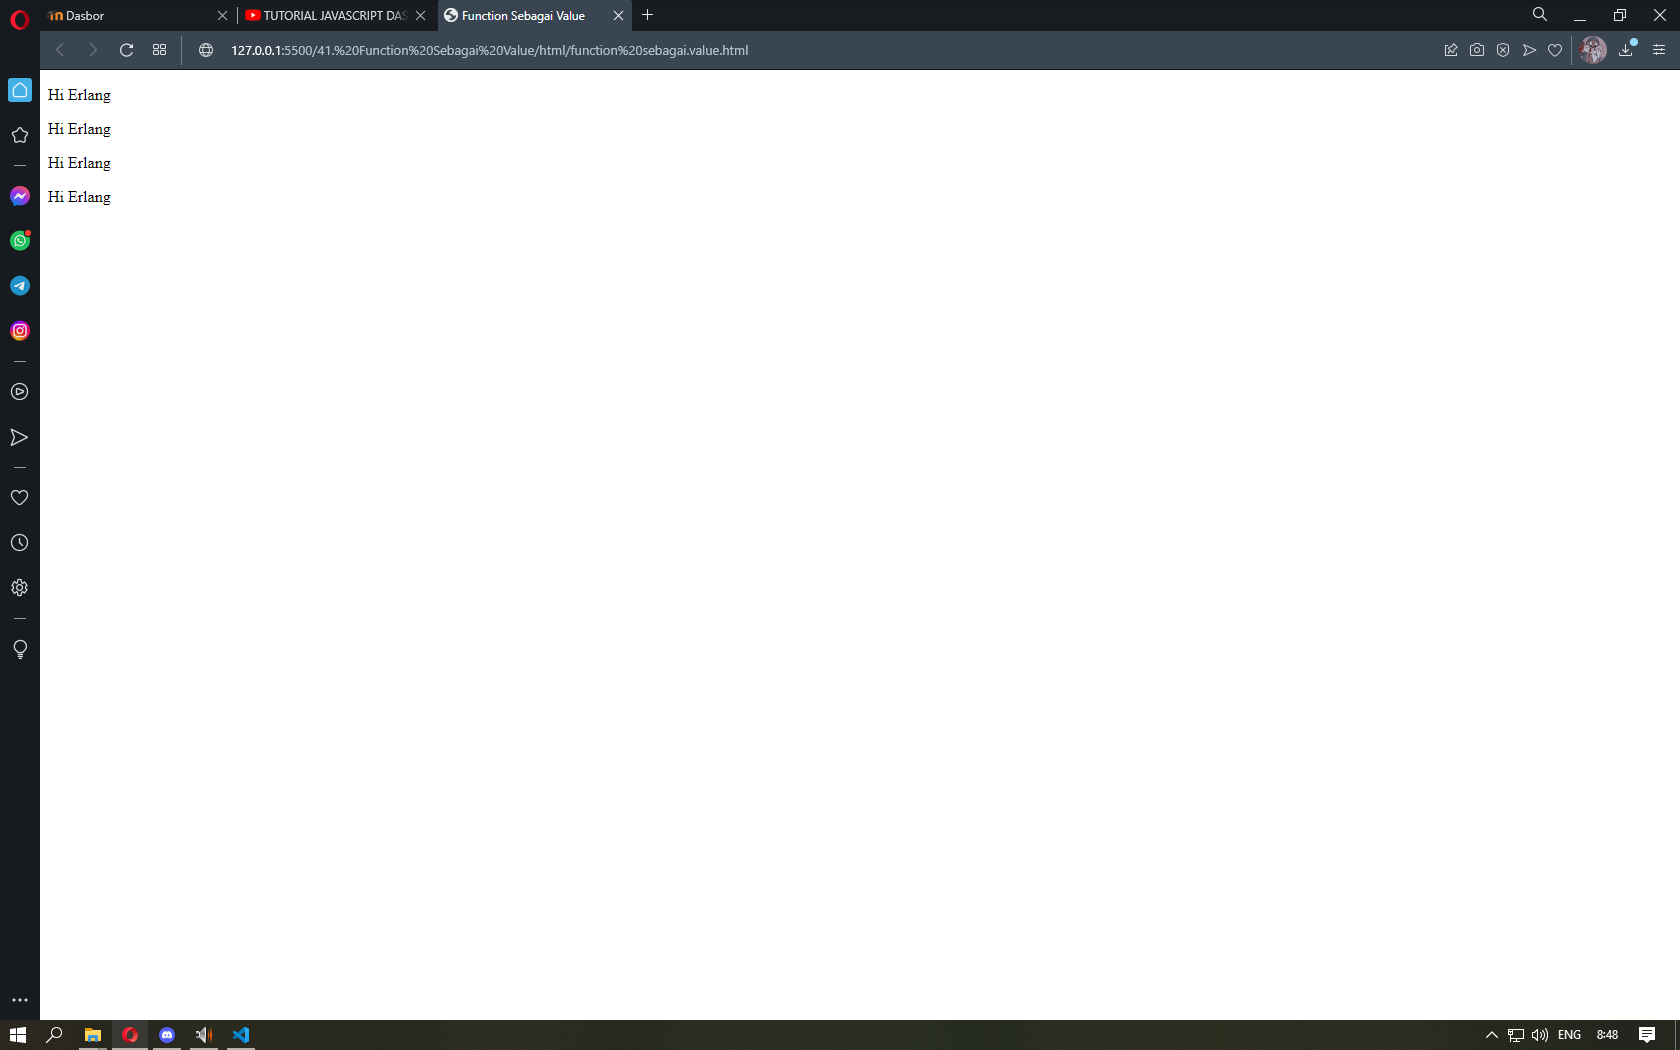 Dasbor
TUTORIAL JAVASCRIPT DAS
Function Sebagai Value
127.0.0.1:5500/41.%20Function%20Sebagai%20Value/html/function%20sebagai.value.html
Hi Erlang
Hi Erlang
Hi Erlang
Hi Erlang
ENG
8:48